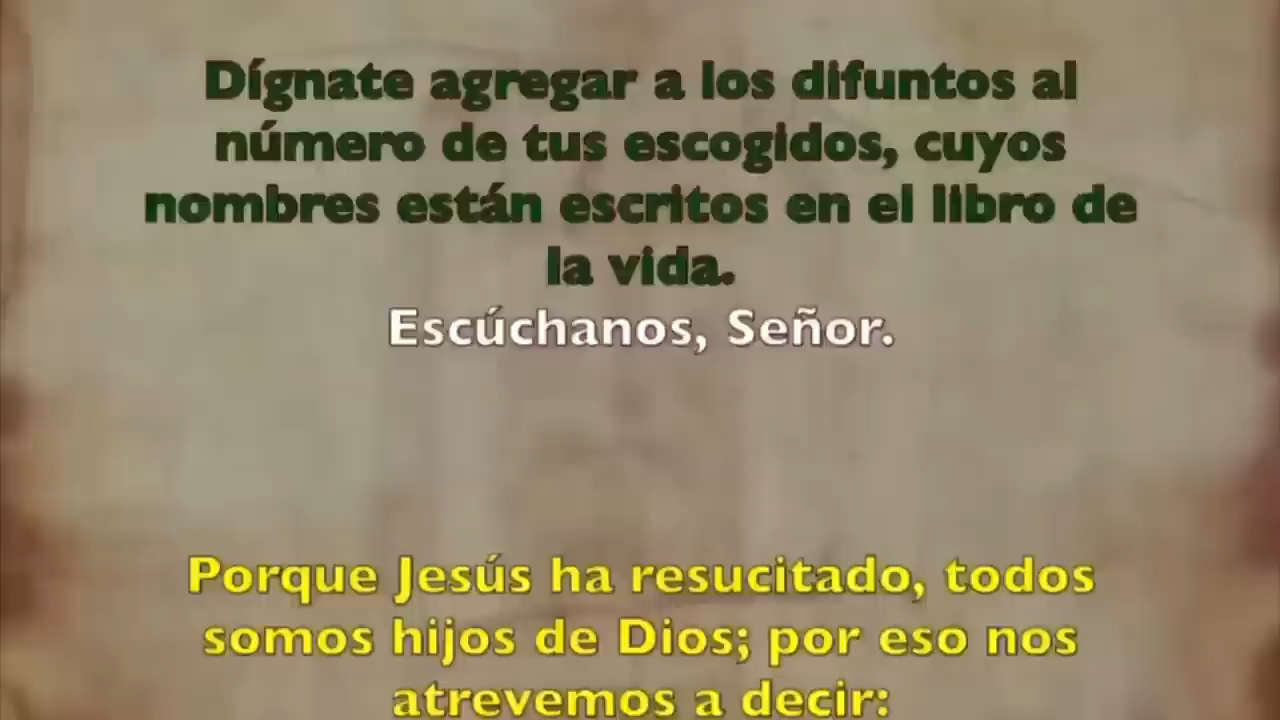 Dígnate agregar a los difuntos al
número de tus escogidos, cuyos
nombres están escritos en el libro de
la vida.
Escúchanos, Señor.
Porque Jesús ha resucitado, todos
somos hijos de Dios; por eso nos
atrevemos a decir: